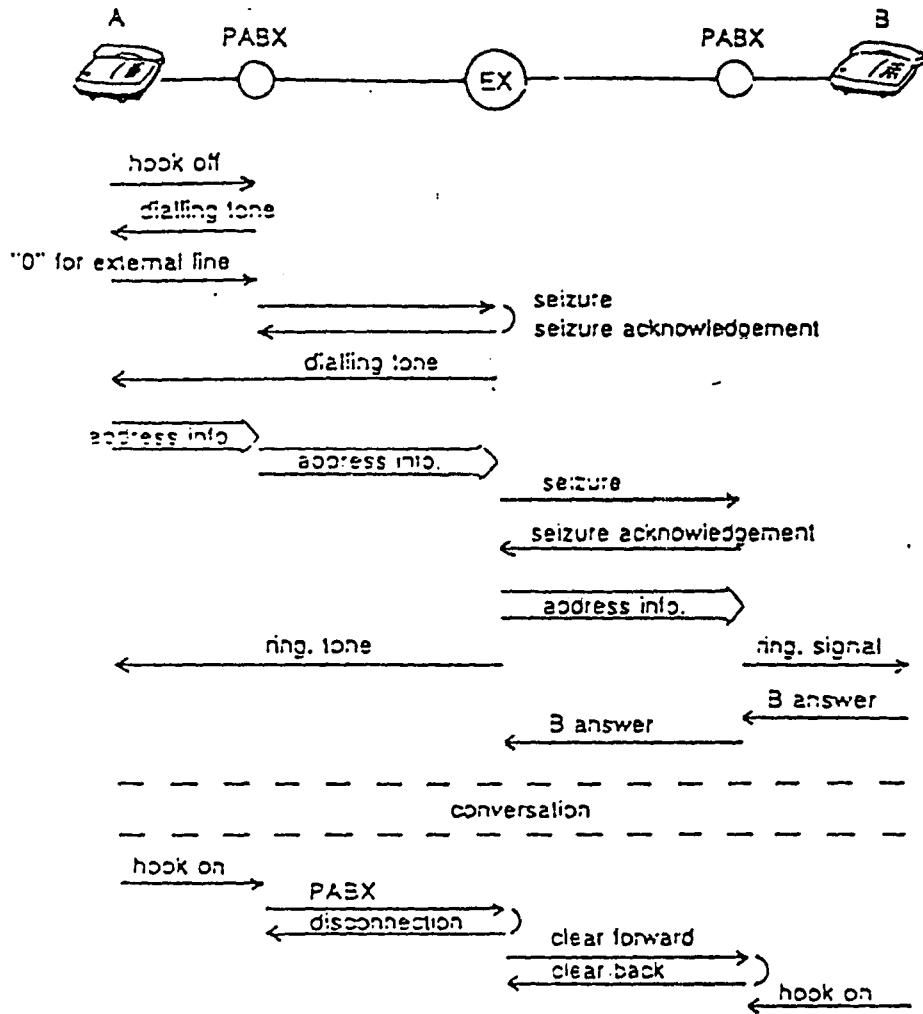 A
B
PABX
PABX
EX
hook off
dialling tone
"0" for external line
seizure
seizure acknowledgement
dialling tone
address info.
address info.
seizure
seizure acknowledgement
address info.
ring. tone
ring. signal
B answer
B answer
conversation
hook on
PABX
disconnection
clear forward
clear back
hook on